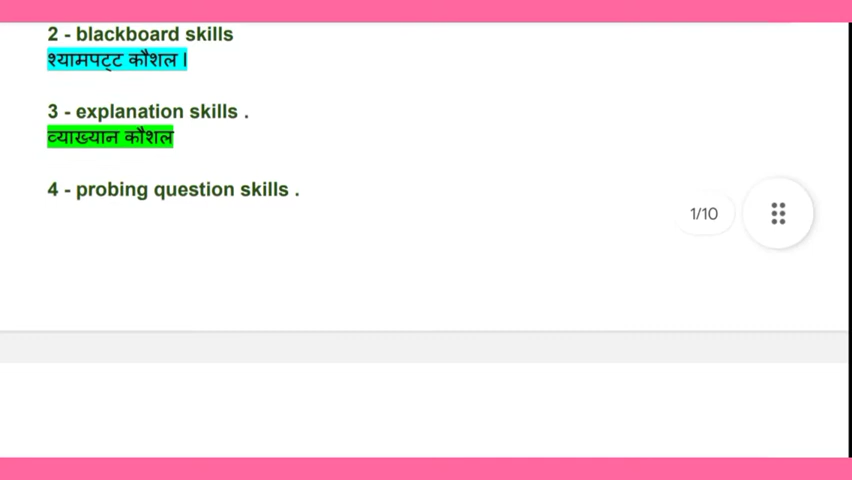 2 - blackboard skills
श्यामपट्ट कौशल।
3 - explanation skills .
व्याख्यान कौशल
4 - probing question skills .
1/10